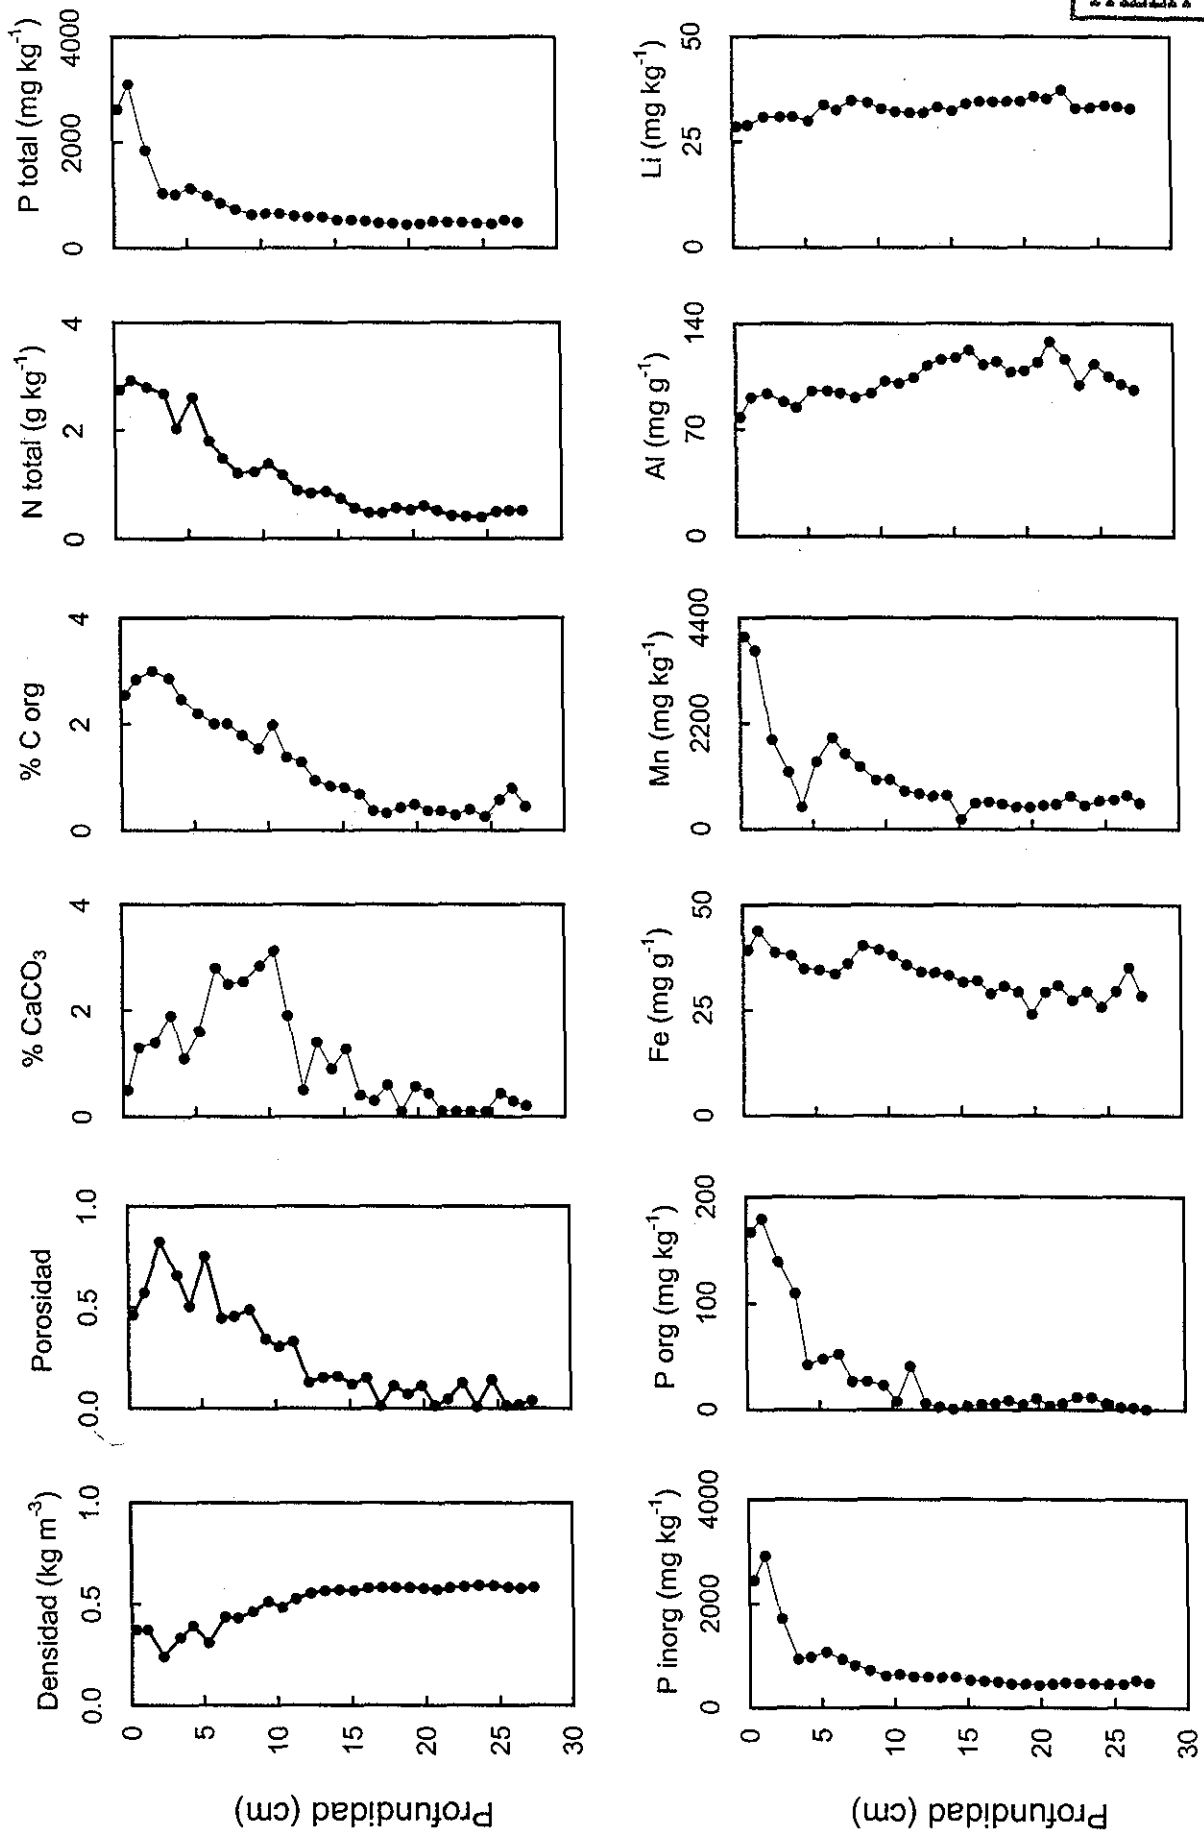 Densidad (kg m⁻³)
0.0 0.5 1.0
Porosidad
0.0 0.5 1.0
% CaCO₃
0 2 4
% C org
0 2 4
N total (g kg⁻¹)
0 2 4
P total (mg kg⁻¹)
0 2000 4000
Profundidad (cm)
0
5
10
15
20
25
30
P inorg (mg kg⁻¹)
0 2000 4000
P org (mg kg⁻¹)
0 100 200
Fe (mg g⁻¹)
0 25 50
Mn (mg kg⁻¹)
0 2200 4400
Al (mg g⁻¹)
0 70 140
Li (mg kg⁻¹)
0 25 50
Profundidad (cm)
0
5
10
15
20
25
30